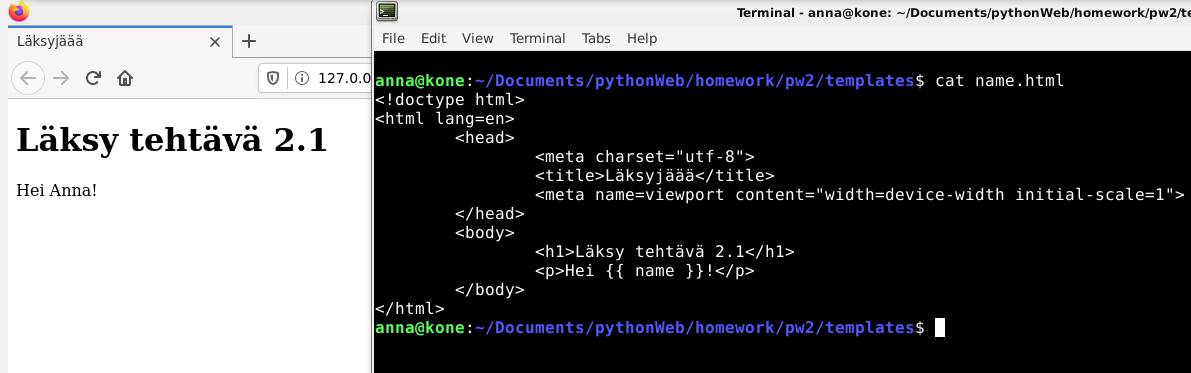 Läksyjäää
127.0.0
Läksy tehtävä 2.1
Hei Anna!
Terminal - anna@kone: ~/Documents/pythonWeb/homework/pw2/te
File Edit View Terminal Tabs Help
anna@kone:~/Documents/pythonWeb/homework/pw2/templates$ cat name.html
<!doctype html>
<html lang=en>
<head>
<meta charset="utf-8">
<title>Läksyjäää</title>
<meta name=viewport content="width=device-width initial-scale=1">
</head>
<body>
<h1>Läksy tehtävä 2.1</h1>
<p>Hei {{ name }}!</p>
</body>
</html>
anna@kone:~/Documents/pythonWeb/homework/pw2/templates$